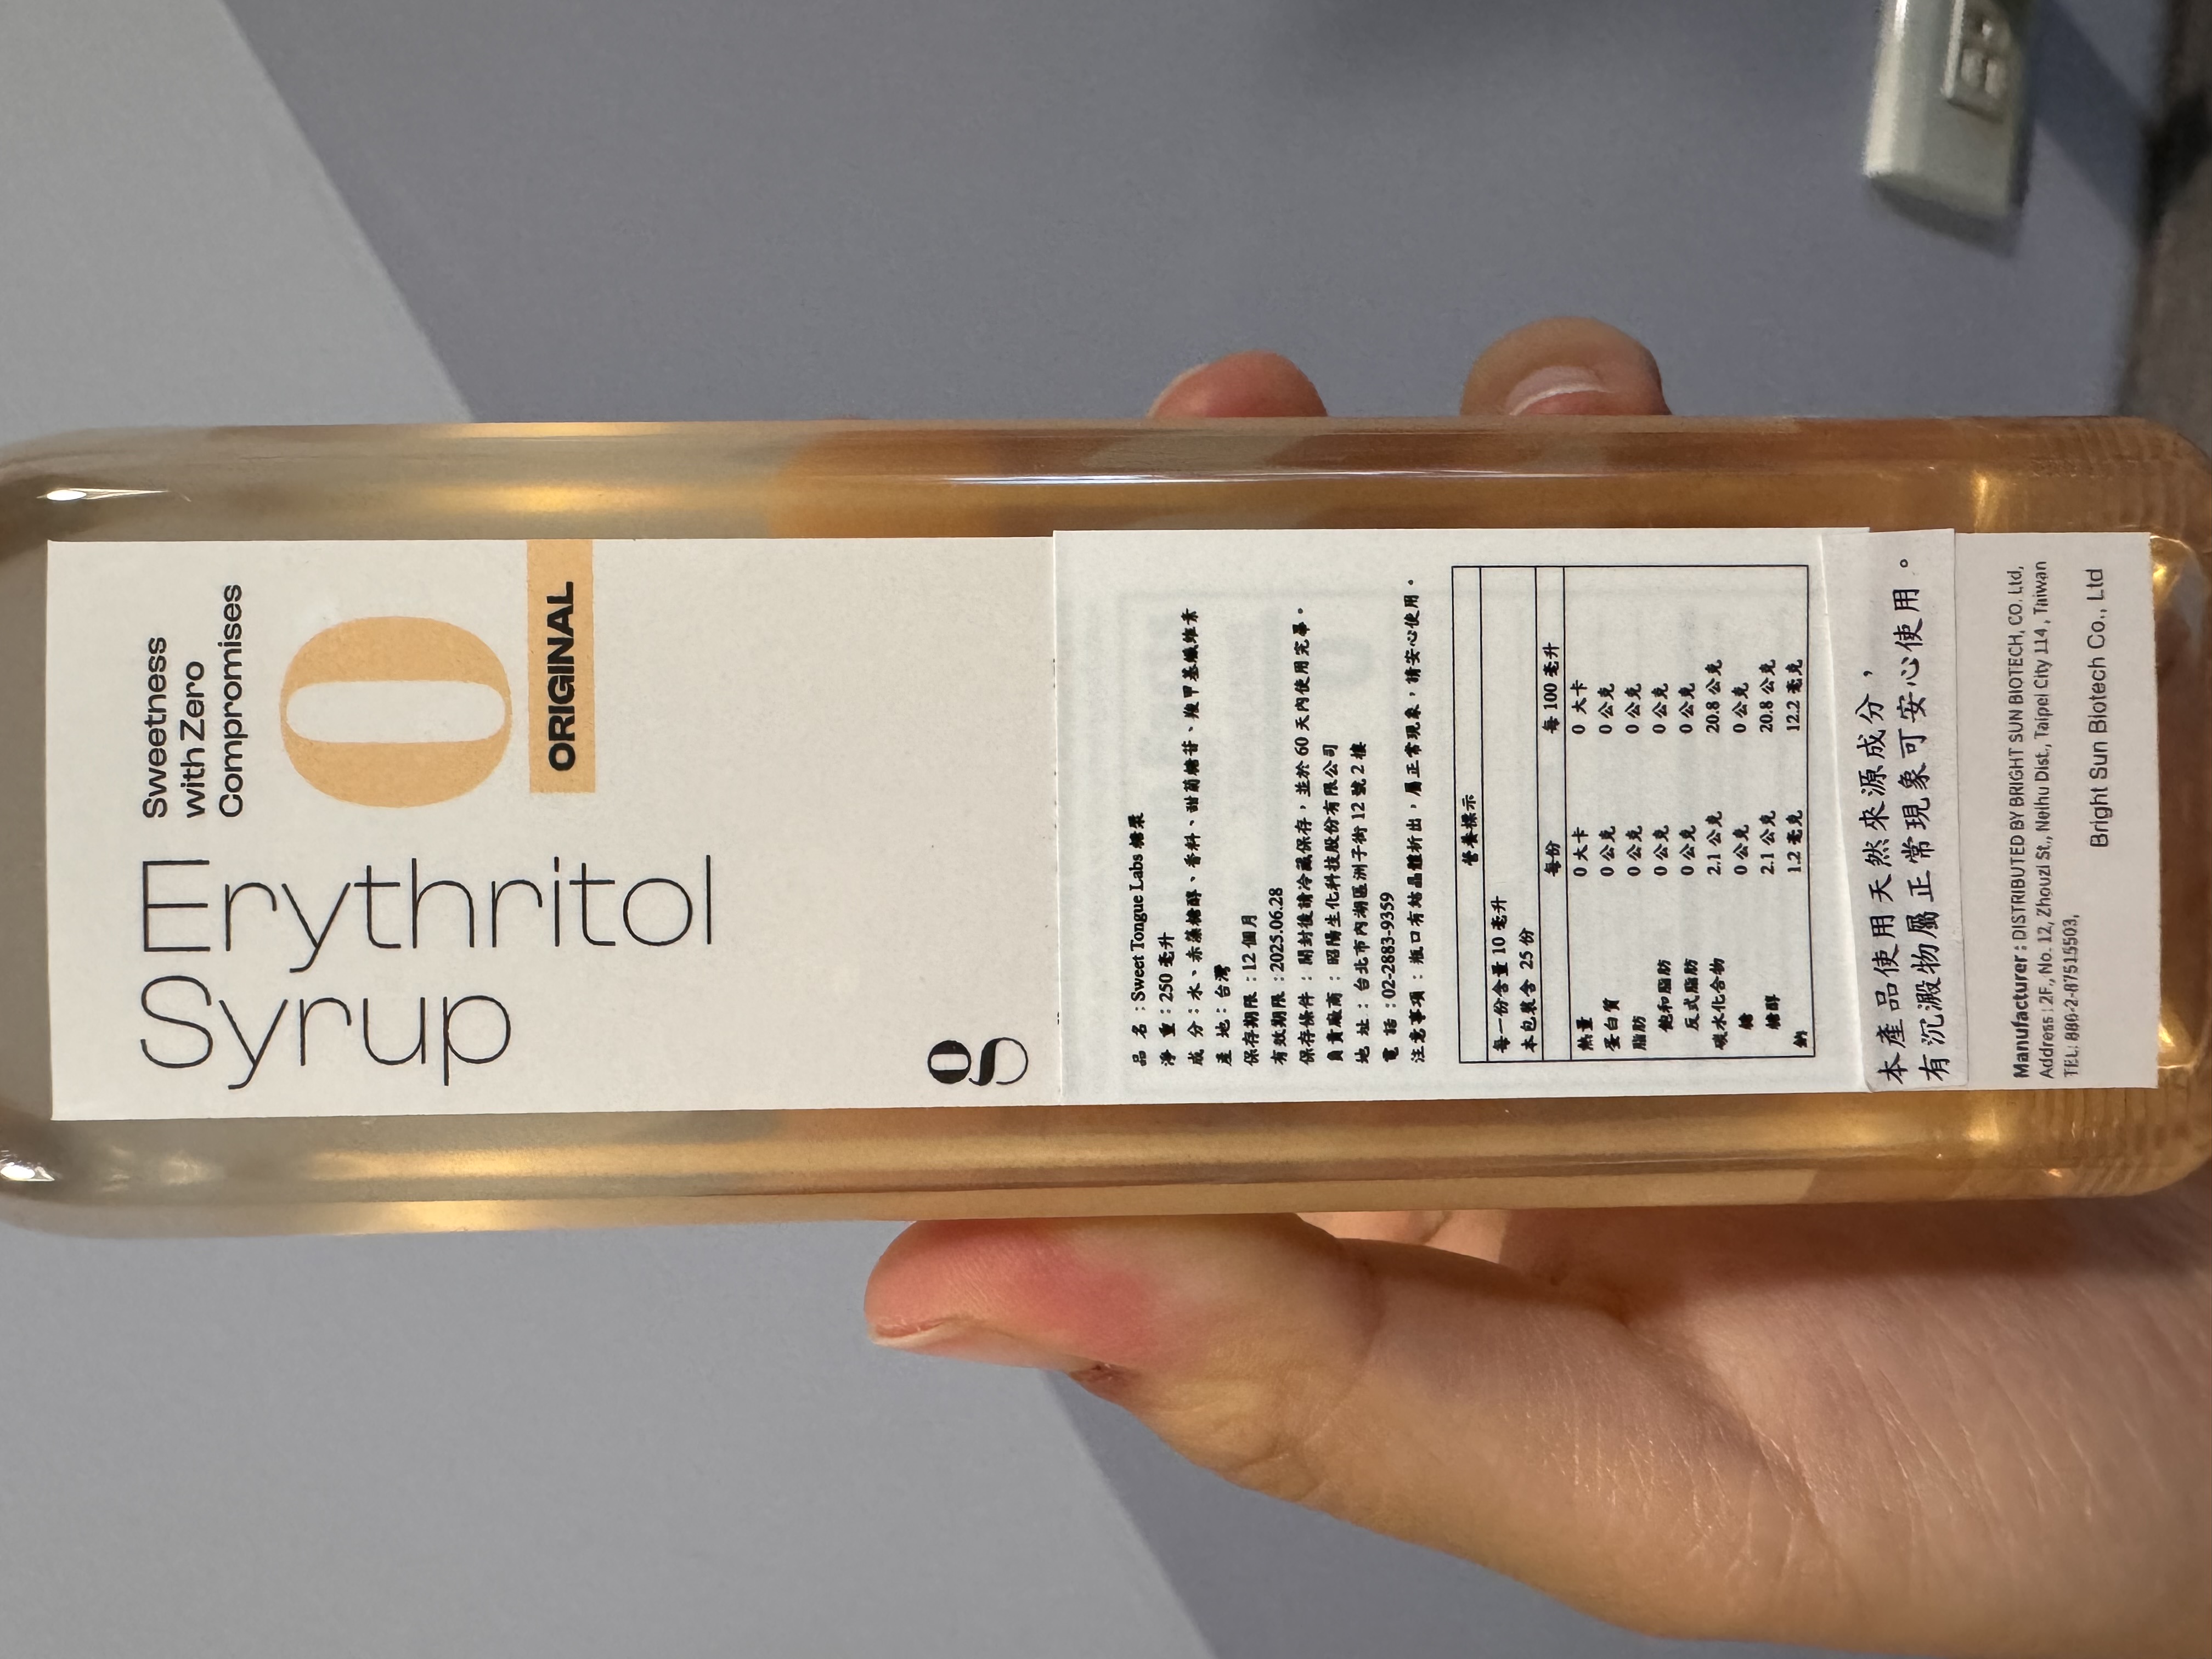 Sweetness
with Zero
Compromises
0
ORIGINAL
Erythritol
Syrup
品 名：Sweet Tongue Labs 糖漿
淨 重：250 毫升
成 分：水、赤藻糖醇、香料、甜菊糖苷、羧甲基纖維素
產 地：台灣
保存期限：12 個月
有效期限：2025.06.28
保存條件：開封後請冷藏保存，並於 60 天內使用完畢。
負責廠商：昭陽生化科技股份有限公司
地 址：台北市內湖區洲子街 12 號 2 樓
電 話：02-2883-9359
注意事項：瓶口有結晶體析出，屬正常現象，請安心使用。
營養標示
每一份含量 10 毫升
本包裝含 25 份
每份 每 100 毫升
熱量 0 大卡 0 大卡
蛋白質 0 公克 0 公克
脂肪 0 公克 0 公克
飽和脂肪 0 公克 0 公克
反式脂肪 0 公克 0 公克
碳水化合物 2.1 公克 20.8 公克
糖 0 公克 0 公克
糖醇 2.1 公克 20.8 公克
鈉 1.2 毫克 12.2 毫克
本產品使用天然來源成分，
有沉澱物屬正常現象可安心使用。
Manufacturer : DISTRIBUTED BY BRIGHT SUN BIOTECH, CO. Ltd,
Address : 2F., No. 12, Zhouzi St., Neihu Dist., Taipei City 114 , Taiwan
TEL: 886-2-87515503,
Bright Sun Biotech Co., Ltd